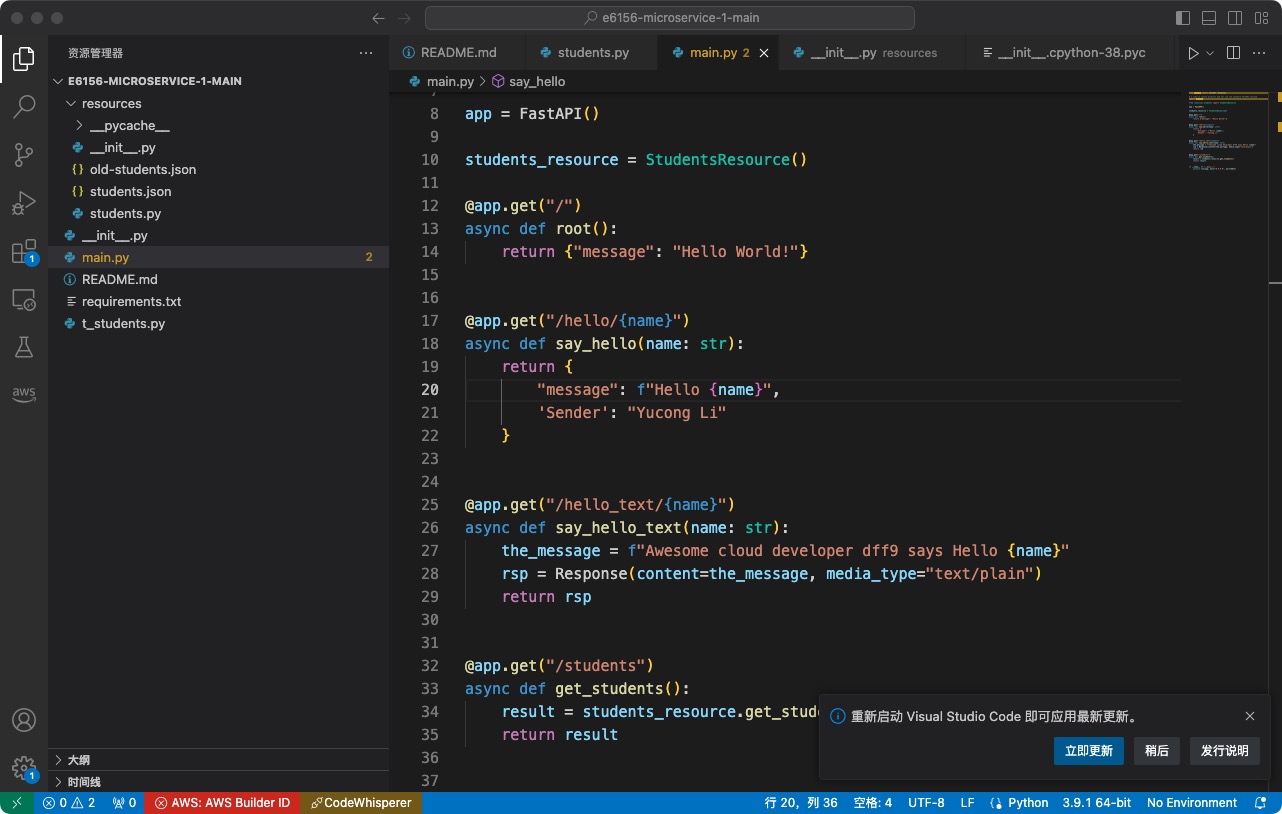 e6156-microservice-1-main
资源管理器
README.md
students.py
main.py 2
__init__.py resources
__init__.cpython-38.pyc
main.py > say_hello
E6156-MICROSERVICE-1-MAIN
resources
__pycache__
__init__.py
old-students.json
students.json
students.py
__init__.py
main.py 2
README.md
requirements.txt
t_students.py
1
aws
1
大纲
时间线
8 app = FastAPI()
9
10 students_resource = StudentsResource()
11
12 @app.get("/")
13 async def root():
14 return {"message": "Hello World!"}
15
16
17 @app.get("/hello/{name}")
18 async def say_hello(name: str):
19 return {
20 "message": f"Hello {name}",
21 'Sender': "Yucong Li"
22 }
23
24
25 @app.get("/hello_text/{name}")
26 async def say_hello_text(name: str):
27 the_message = f"Awesome cloud developer dff9 says Hello {name}"
28 rsp = Response(content=the_message, media_type="text/plain")
29 return rsp
30
31
32 @app.get("/students")
33 async def get_students():
34 result = students_resource.get_stud
35 return result
36
37
重新启动 Visual Studio Code 即可应用最新更新。
立即更新 稍后 发行说明
0 2 0 AWS: AWS Builder ID CodeWhisperer 行 20，列 36 空格: 4 UTF-8 LF Python 3.9.1 64-bit No Environment